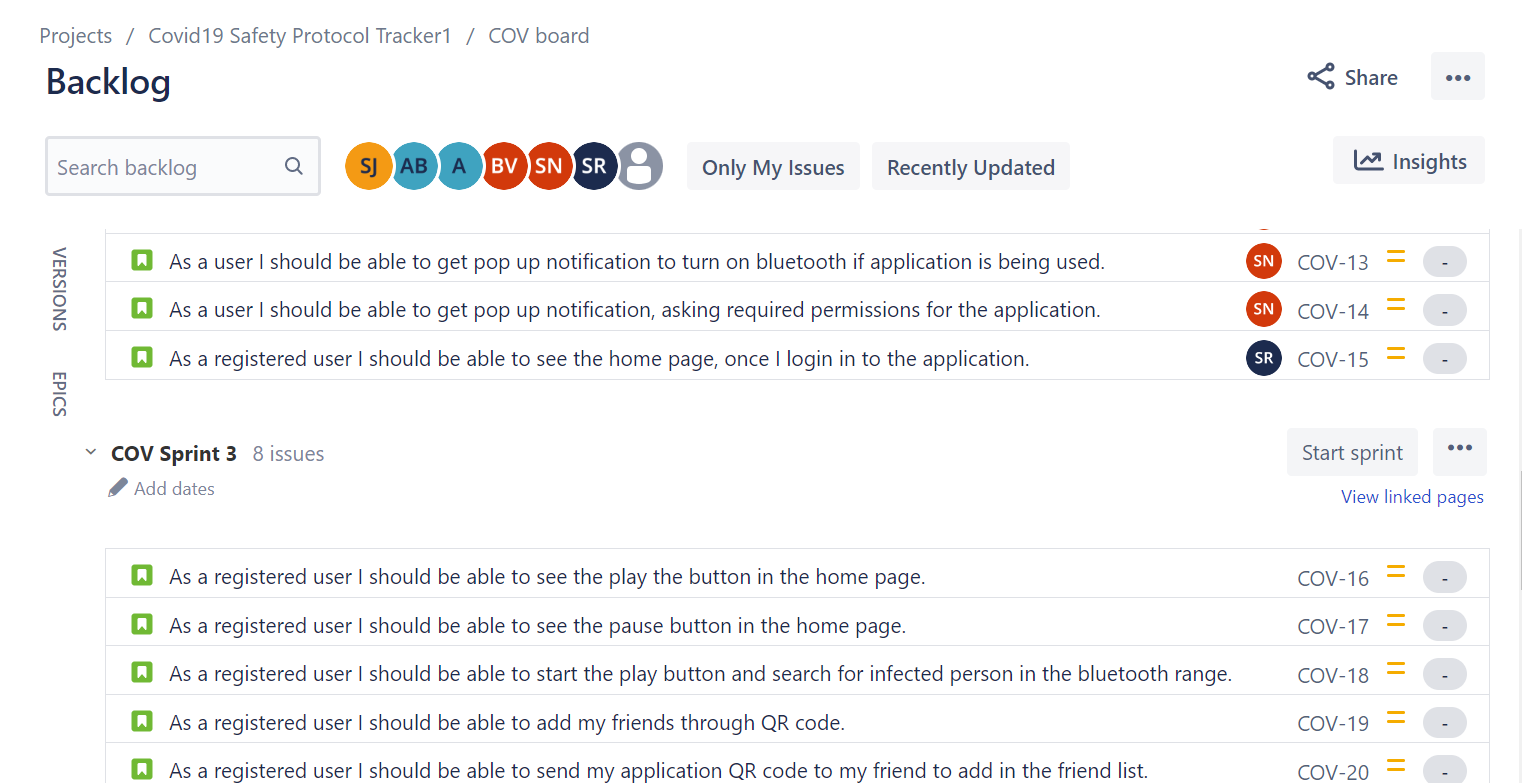 Projects / Covid19 Safety Protocol Tracker1 / COV board
Backlog
Share
Search backlog
SJ AB A BV SN SR
Only My Issues
Recently Updated
Insights
VERSIONS
EPICS
As a user I should be able to get pop up notification to turn on bluetooth if application is being used. SN COV-13 -
As a user I should be able to get pop up notification, asking required permissions for the application. SN COV-14 -
As a registered user I should be able to see the home page, once I login in to the application. SR COV-15 -
COV Sprint 3 8 issues
Start sprint
Add dates
View linked pages
As a registered user I should be able to see the play the button in the home page. COV-16 -
As a registered user I should be able to see the pause button in the home page. COV-17 -
As a registered user I should be able to start the play button and search for infected person in the bluetooth range. COV-18 -
As a registered user I should be able to add my friends through QR code. COV-19 -
As a registered user I should be able to send my application QR code to my friend to add in the friend list. COV-20 -